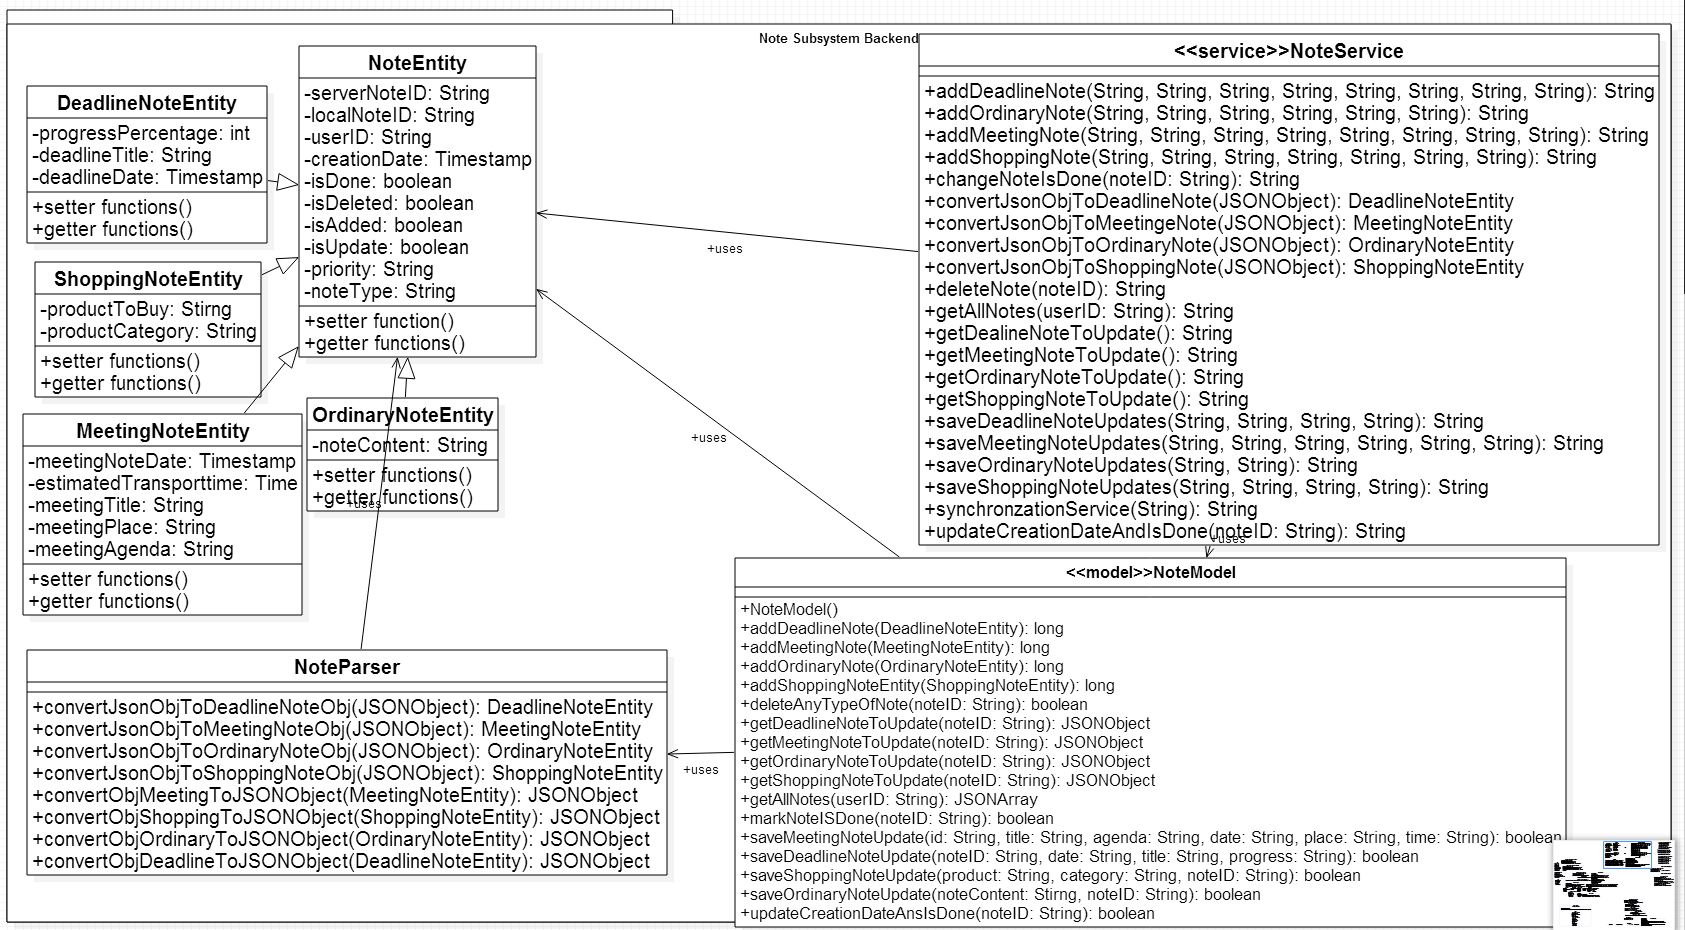 Note Subsystem Backend
DeadlineNoteEntity
-progressPercentage: int
-deadlineTitle: String
-deadlineDate: Timestamp
+setter functions()
+getter functions()
ShoppingNoteEntity
-productToBuy: Stirng
-productCategory: String
+setter functions()
+getter functions()
MeetingNoteEntity
-meetingNoteDate: Timestamp
-estimatedTransporttime: Time
-meetingTitle: String
-meetingPlace: String
-meetingAgenda: String
+setter functions()
+getter functions()
NoteEntity
-serverNoteID: String
-localNoteID: String
-userID: String
-creationDate: Timestamp
-isDone: boolean
-isDeleted: boolean
-isAdded: boolean
-isUpdate: boolean
-priority: String
-noteType: String
+setter function()
+getter functions()
OrdinaryNoteEntity
-noteContent: String
+setter functions()
+getter functions()
+uses
NoteParser
+convertJsonObjToDeadlineNoteObj(JSONObject): DeadlineNoteEntity
+convertJsonObjToMeetingNoteObj(JSONObject): MeetingNoteEntity
+convertJsonObjToOrdinaryNoteObj(JSONObject): OrdinaryNoteEntity
+convertJsonObjToShoppingNoteObj(JSONObject): ShoppingNoteEntity
+convertObjMeetingToJSONObject(MeetingNoteEntity): JSONObject
+convertObjShoppingToJSONObject(ShoppingNoteEntity): JSONObject
+convertObjOrdinaryToJSONObject(OrdinaryNoteEntity): JSONObject
+convertObjDeadlineToJSONObject(DeadlineNoteEntity): JSONObject
+uses
+uses
+uses
<<service>>NoteService
+addDeadlineNote(String, String, String, String, String, String, String, String): String
+addOrdinaryNote(String, String, String, String, String, String): String
+addMeetingNote(String, String, String, String, String, String, String, String): String
+addShoppingNote(String, String, String, String, String, String, String): String
+changeNoteIsDone(noteID: String): String
+convertJsonObjToDeadlineNote(JSONObject): DeadlineNoteEntity
+convertJsonObjToMeetingeNote(JSONObject): MeetingNoteEntity
+convertJsonObjToOrdinaryNote(JSONObject): OrdinaryNoteEntity
+convertJsonObjToShoppingNote(JSONObject): ShoppingNoteEntity
+deleteNote(noteID): String
+getAllNotes(userID: String): String
+getDealineNoteToUpdate(): String
+getMeetingNoteToUpdate(): String
+getOrdinaryNoteToUpdate(): String
+getShoppingNoteToUpdate(): String
+saveDeadlineNoteUpdates(String, String, String, String): String
+saveMeetingNoteUpdates(String, String, String, String, String, String): String
+saveOrdinaryNoteUpdates(String, String): String
+saveShoppingNoteUpdates(String, String, String, String): String
+synchronzationService(String): String
+updateCreationDateAndIsDone(noteID: String): String
+uses
<<model>>NoteModel
+NoteModel()
+addDeadlineNote(DeadlineNoteEntity): long
+addMeetingNote(MeetingNoteEntity): long
+addOrdinaryNote(OrdinaryNoteEntity): long
+addShoppingNoteEntity(ShoppingNoteEntity): long
+deleteAnyTypeOfNote(noteID: String): boolean
+getDeadlineNoteToUpdate(noteID: String): JSONObject
+getMeetingNoteToUpdate(noteID: String): JSONObject
+getOrdinaryNoteToUpdate(noteID: String): JSONObject
+getShoppingNoteToUpdate(noteID: String): JSONObject
+getAllNotes(userID: String): JSONArray
+markNoteISDone(noteID: String): boolean
+saveMeetingNoteUpdate(id: String, title: String, agenda: String, date: String, place: String, time: String): boolean
+saveDeadlineNoteUpdate(noteID: String, date: String, title: String, progress: String): boolean
+saveShoppingNoteUpdate(product: String, category: String, noteID: String): boolean
+saveOrdinaryNoteUpdate(noteContent: Stirng, noteID: String): boolean
+updateCreationDateAnsIsDone(noteID: String): boolean